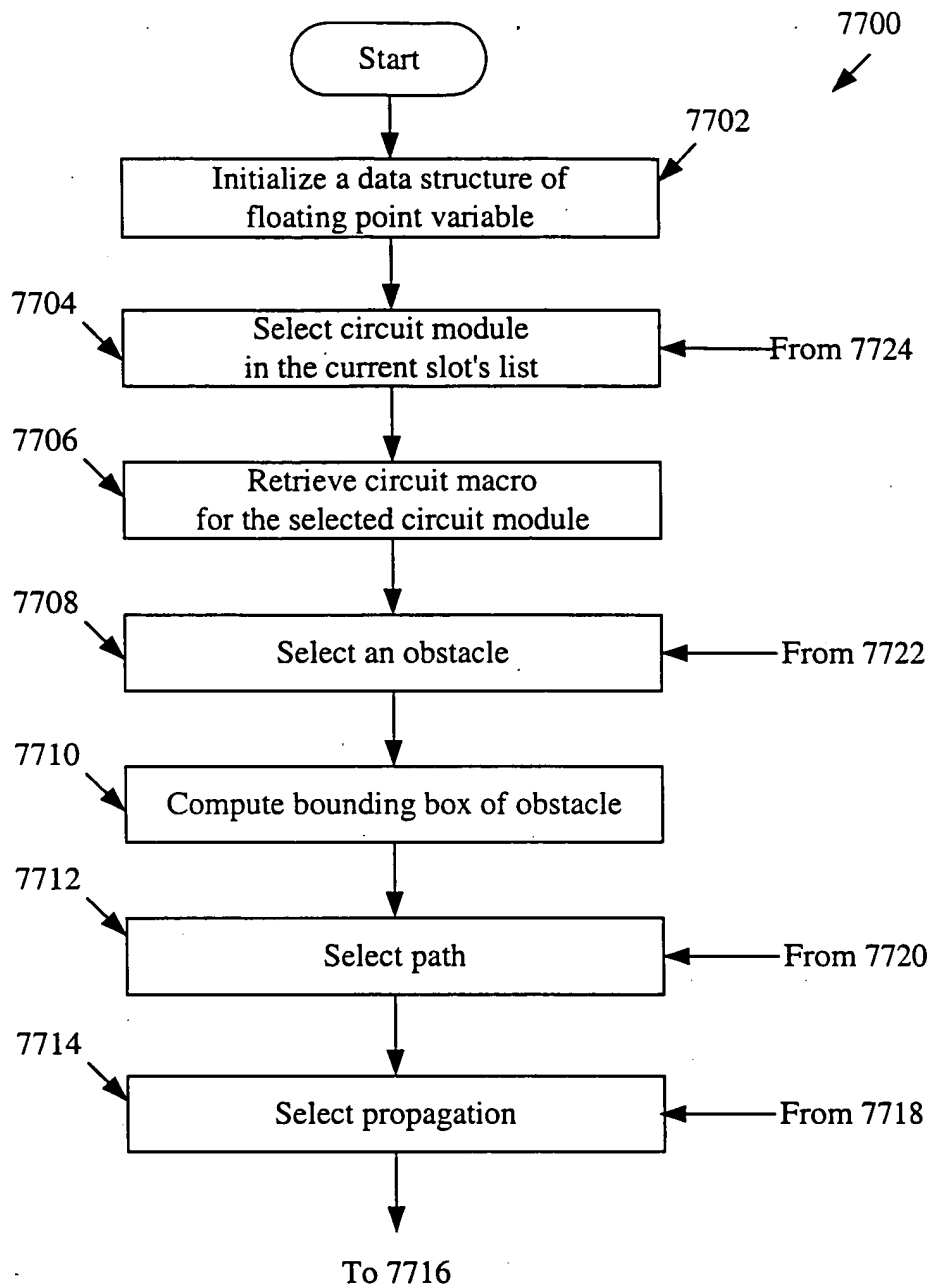 7700
Start
7702
Initialize a data structure of
floating point variable
7704
Select circuit module
in the current slot's list
From 7724
7706
Retrieve circuit macro
for the selected circuit module
7708
Select an obstacle
From 7722
7710
Compute bounding box of obstacle
7712
Select path
From 7720
7714
Select propagation
From 7718
To 7716